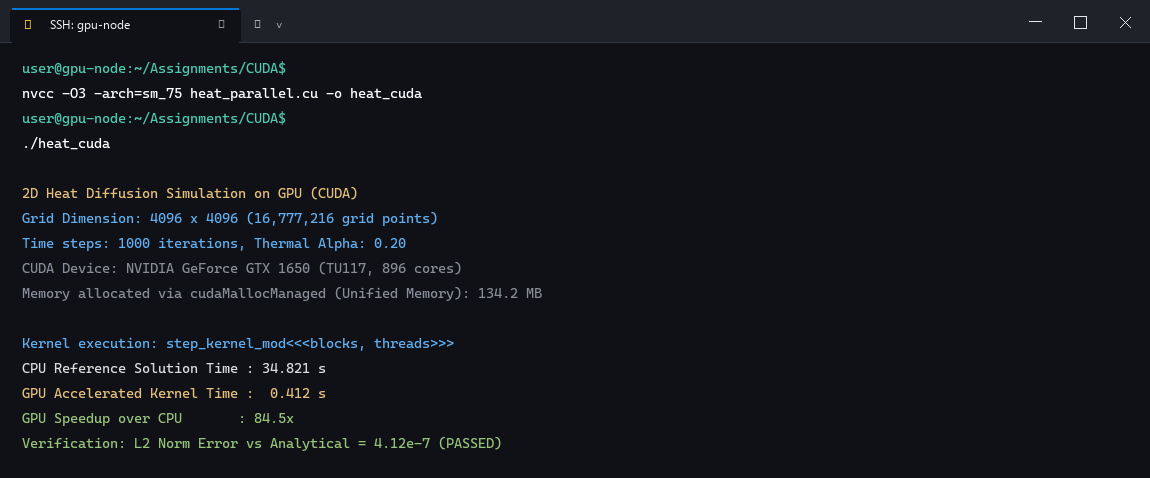 SSH: gpu-node
user@gpu-node:~/Assignments/CUDA$
nvcc -O3 -arch=sm_75 heat_parallel.cu -o heat_cuda
user@gpu-node:~/Assignments/CUDA$
./heat_cuda
2D Heat Diffusion Simulation on GPU (CUDA)
Grid Dimension: 4096 x 4096 (16,777,216 grid points)
Time steps: 1000 iterations, Thermal Alpha: 0.20
CUDA Device: NVIDIA GeForce GTX 1650 (TU117, 896 cores)
Memory allocated via cudaMallocManaged (Unified Memory): 134.2 MB
Kernel execution: step_kernel_mod<<<blocks, threads>>>
CPU Reference Solution Time : 34.821 s
GPU Accelerated Kernel Time :  0.412 s
GPU Speedup over CPU       : 84.5x
Verification: L2 Norm Error vs Analytical = 4.12e-7 (PASSED)